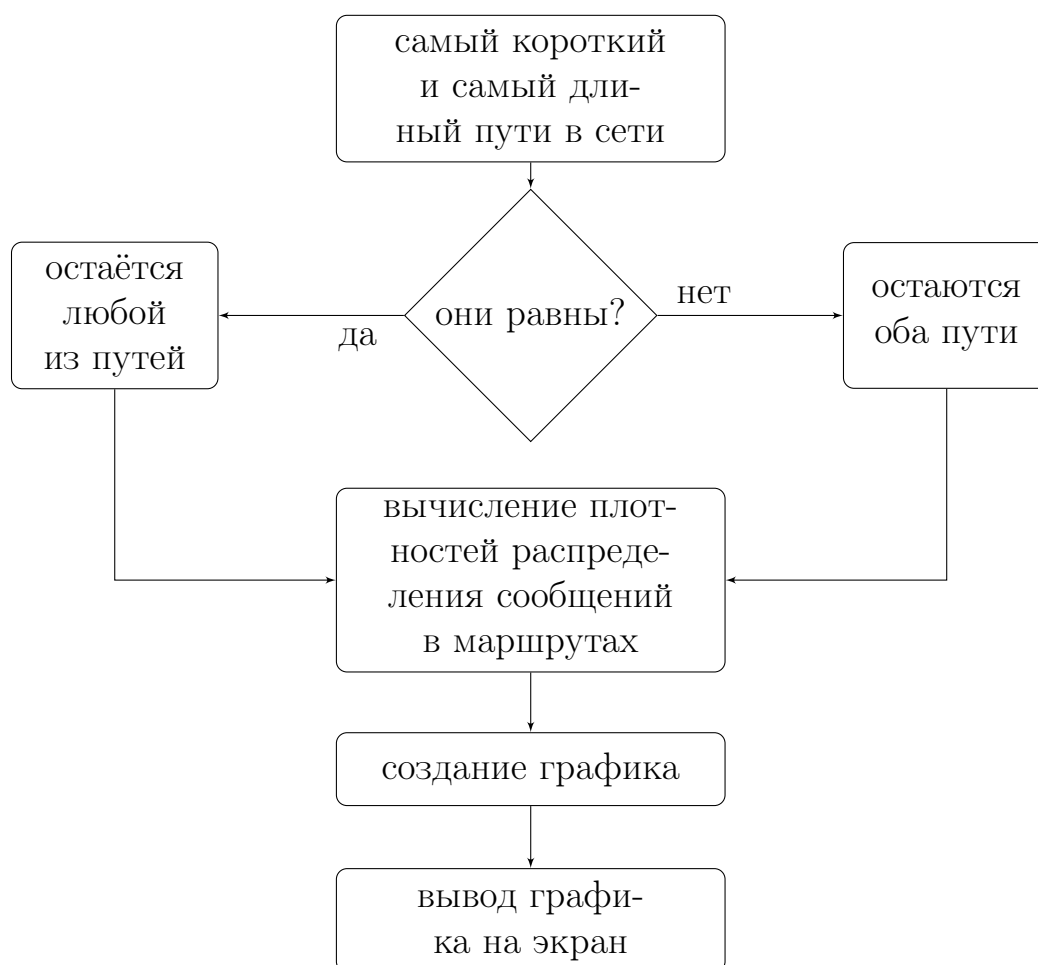 самый короткий
и самый дли-
ный пути в сети
они равны?
да
нет
остаётся
любой
из путей
остаются
оба пути
вычисление плот-
ностей распреде-
ления сообщений
в маршрутах
создание графика
вывод графи-
ка на экран